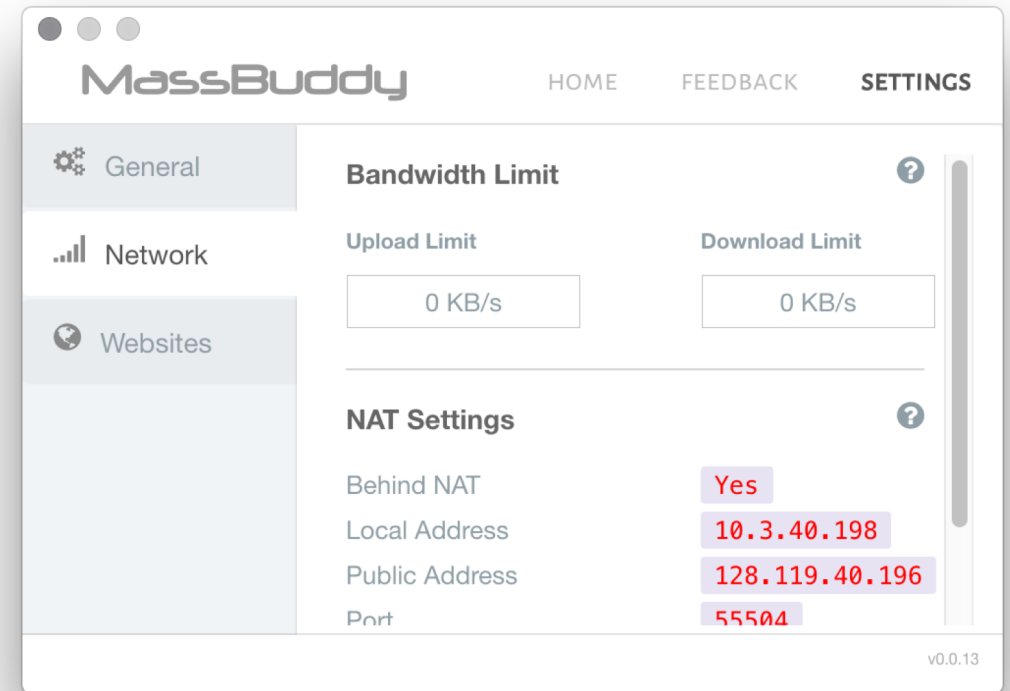 MassBuddy HOME FEEDBACK SETTINGS
General
Network
Websites
Bandwidth Limit ?
Upload Limit Download Limit
0 KB/s 0 KB/s
NAT Settings ?
Behind NAT Yes
Local Address 10.3.40.198
Public Address 128.119.40.196
Port 55504
v0.0.13